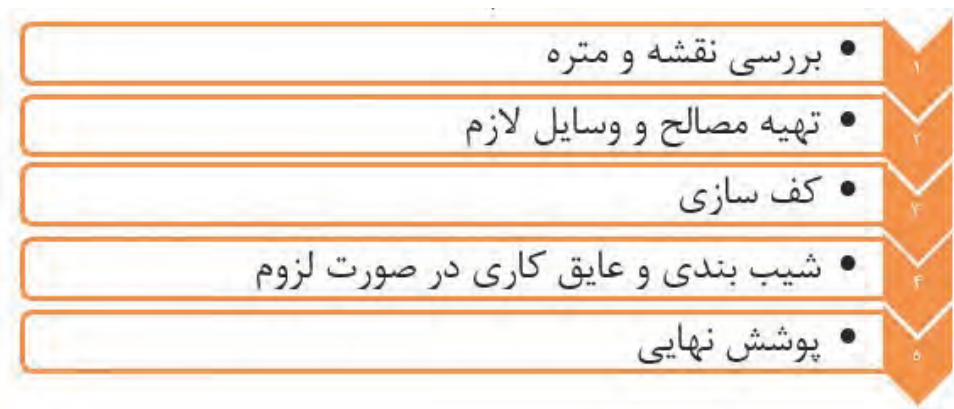 ۱ • بررسی نقشه و متره
۲ • تهیه مصالح و وسایل لازم
۳ • کف سازی
۴ • شیب بندی و عایق کاری در صورت لزوم
۵ • پوشش نهایی